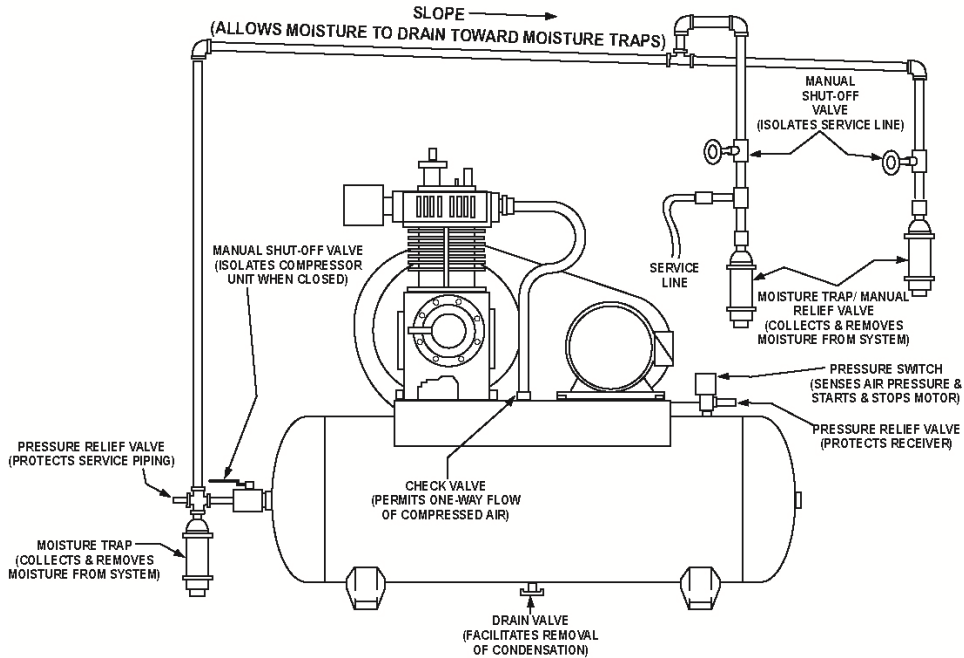 SLOPE
(ALLOWS MOISTURE TO DRAIN TOWARD MOISTURE TRAPS)
MANUAL
SHUT-OFF
VALVE
(ISOLATES SERVICE LINE)
MANUAL SHUT-OFF VALVE
(ISOLATES COMPRESSOR
UNIT WHEN CLOSED)
SERVICE
LINE
MOISTURE TRAP/ MANUAL
RELIEF VALVE
(COLLECTS & REMOVES
MOISTURE FROM SYSTEM)
PRESSURE SWITCH
(SENSES AIR PRESSURE &
STARTS & STOPS MOTOR)
PRESSURE RELIEF VALVE
(PROTECTS RECEIVER)
PRESSURE RELIEF VALVE
(PROTECTS SERVICE PIPING)
CHECK VALVE
(PERMITS ONE-WAY FLOW
OF COMPRESSED AIR)
MOISTURE TRAP
(COLLECTS & REMOVES
MOISTURE FROM SYSTEM)
DRAIN VALVE
(FACILITATES REMOVAL
OF CONDENSATION)